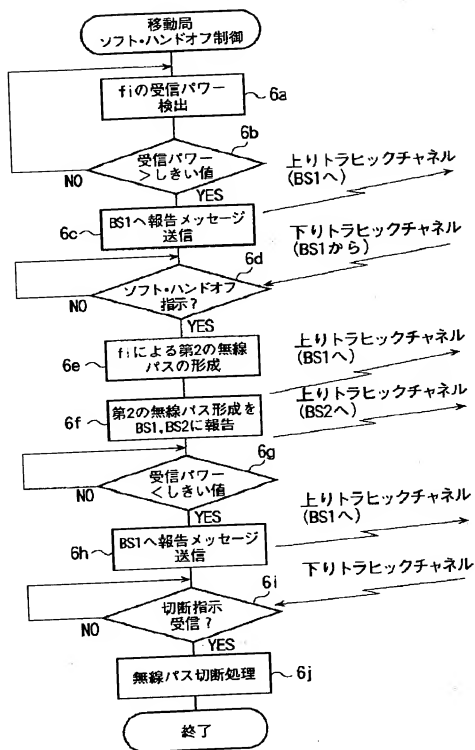 移動局
ソフト・ハンドオフ制御
fiの受信パワー
検出
6a
6b
受信パワー
>しきい値
NO
YES
上りトラヒックチャネル
(BS1へ)
BS1へ報告メッセージ
送信
6c
下りトラヒックチャネル
(BS1から)
6d
ソフト・ハンドオフ
指示?
NO
YES
fiによる第2の無線
パスの形成
6e
上りトラヒックチャネル
(BS1へ)
第2の無線パス形成を
BS1,BS2に報告
6f
上りトラヒックチャネル
(BS2へ)
6g
受信パワー
<しきい値
NO
YES
上りトラヒックチャネル
(BS1へ)
BS1へ報告メッセージ
送信
6h
下りトラヒックチャネル
6i
切断指示
受信?
NO
YES
無線パス切断処理
6j
終了